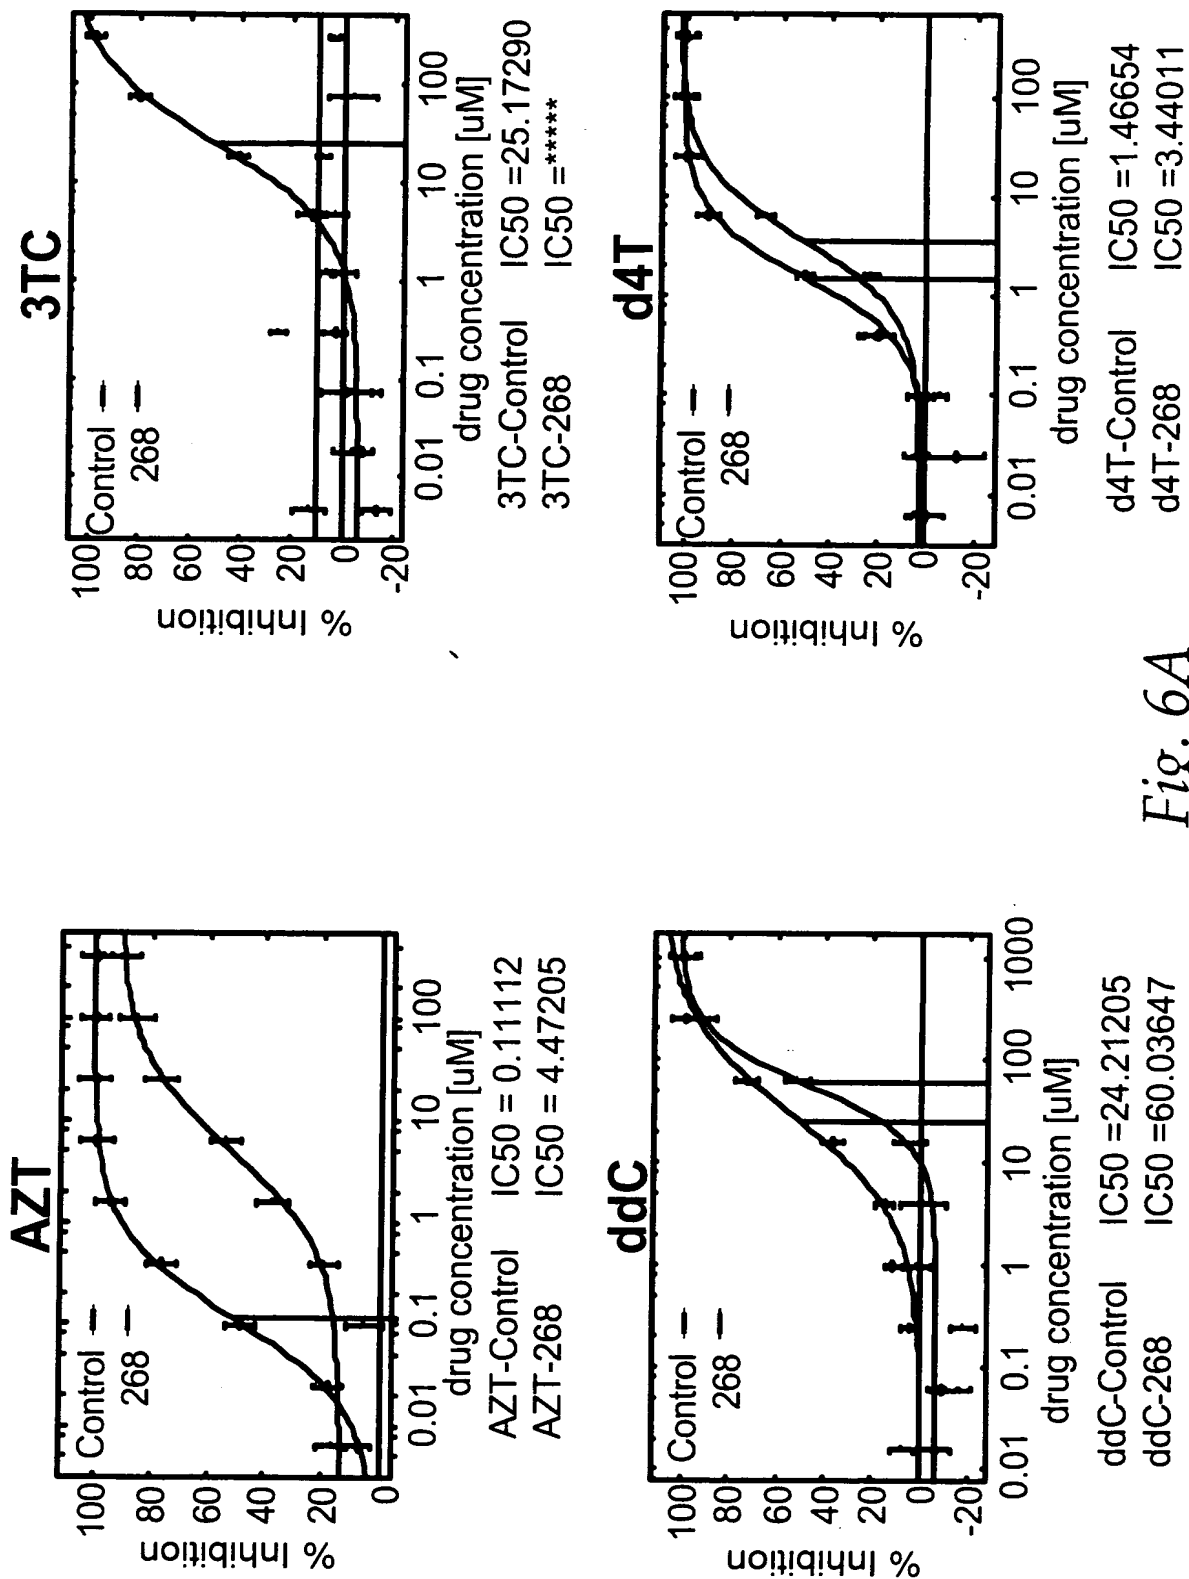 AZT
Control
268
100
80
60
40
20
0
% Inhibition
0.01
0.1
1
10
100
drug concentration [uM]
AZT-Control IC50 = 0.11112
AZT-268 IC50 = 4.47205
3TC
Control
268
100
80
60
40
20
0
-20
% Inhibition
0.01
0.1
1
10
100
drug concentration [uM]
3TC-Control IC50 =25.17290
3TC-268 IC50 =*****
ddC
Control
268
100
80
60
40
20
0
-20
% Inhibition
0.01
0.1
1
10
100
1000
drug concentration [uM]
ddC-Control IC50 =24.21205
ddC-268 IC50 =60.03647
d4T
Control
268
100
80
60
40
20
0
-20
% Inhibition
0.01
0.1
1
10
100
drug concentration [uM]
d4T-Control IC50 =1.46654
d4T-268 IC50 =3.44011
Fig. 6A